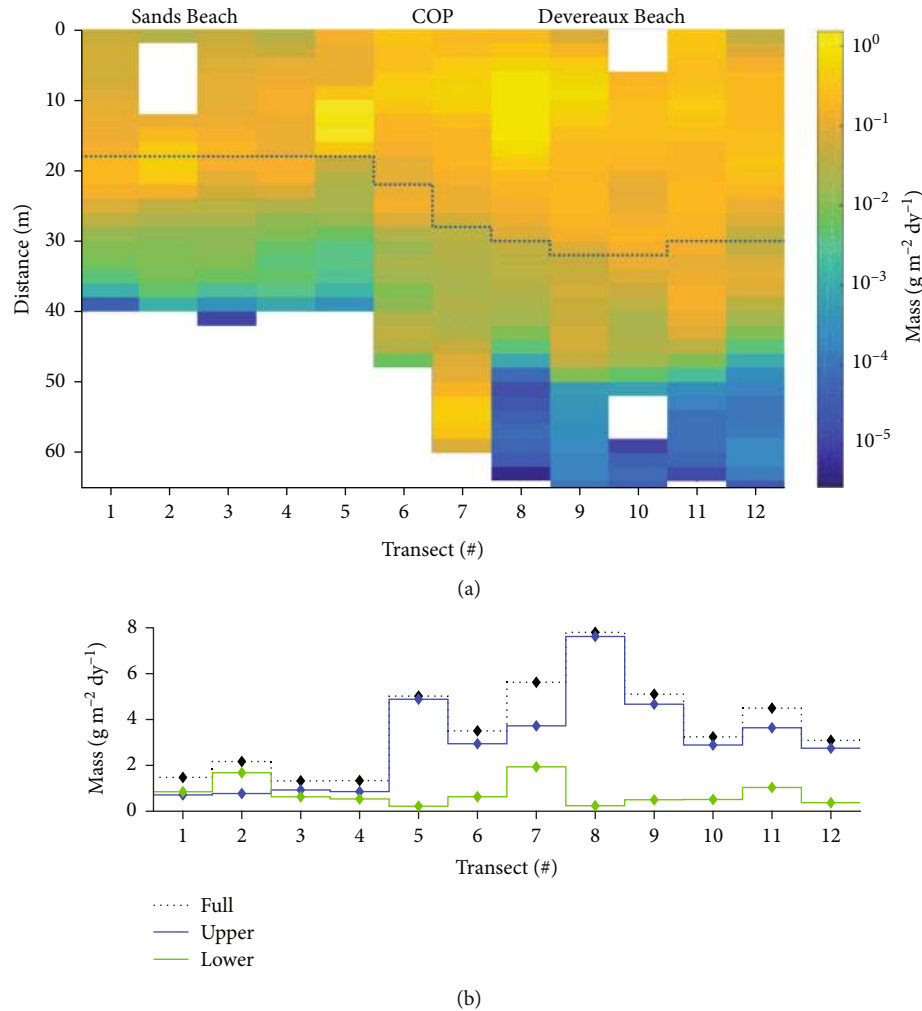 Sands Beach COP Devereaux Beach
0
10
20
30
40
50
60
Distance (m)
1 2 3 4 5 6 7 8 9 10 11 12
Transect (#)
10⁰
10⁻¹
10⁻²
10⁻³
10⁻⁴
10⁻⁵
Mass (g m⁻² dy⁻¹)
(a)
8
6
4
2
0
Mass (g m⁻² dy⁻¹)
1 2 3 4 5 6 7 8 9 10 11 12
Transect (#)
Full
Upper
Lower
(b)